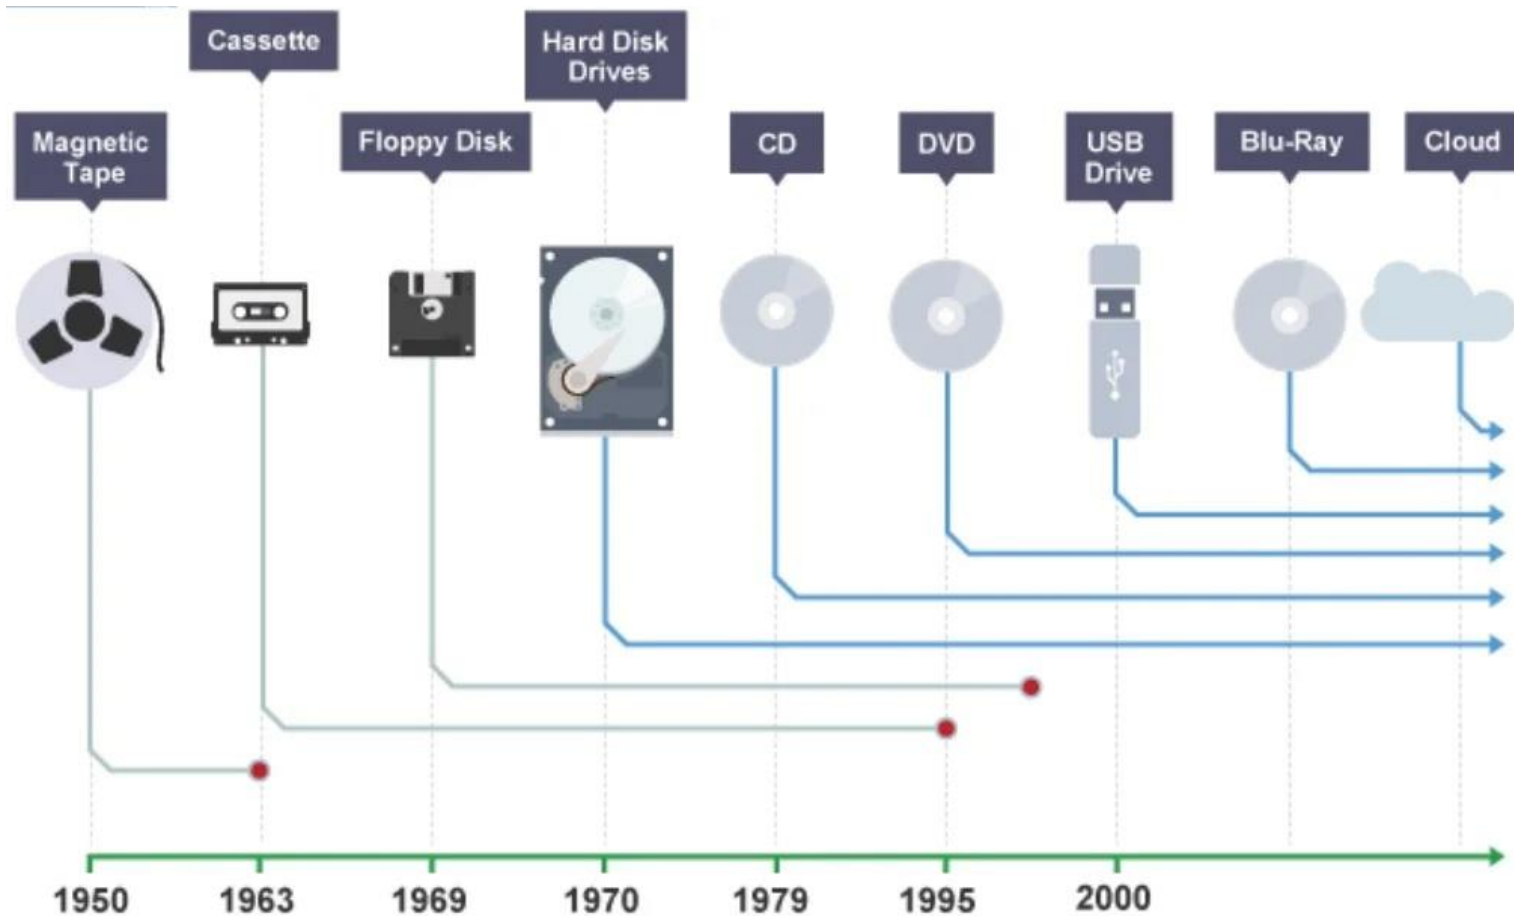 Cassette
Hard Disk
Drives
Magnetic
Tape
Floppy Disk
CD
DVD
USB
Drive
Blu-Ray
Cloud
1950
1963
1969
1970
1979
1995
2000